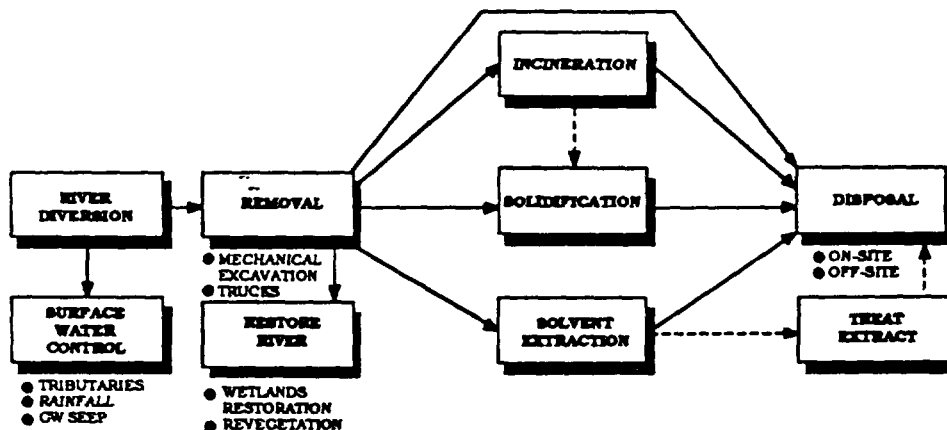 INCINERATION
RIVER
DIVERSION
REMOVAL
SOLIDIFICATION
DISPOSAL
● MECHANICAL
EXCAVATION
● TRUCKS
● ON-SITE
● OFF-SITE
SURFACE
WATER
CONTROL
RESTORE
RIVER
SOLVENT
EXTRACTION
TREAT
EXTRACT
● TRIBUTARIES
● RAINFALL
● GW SEEP
● WETLANDS
RESTORATION
● REVEGETATION